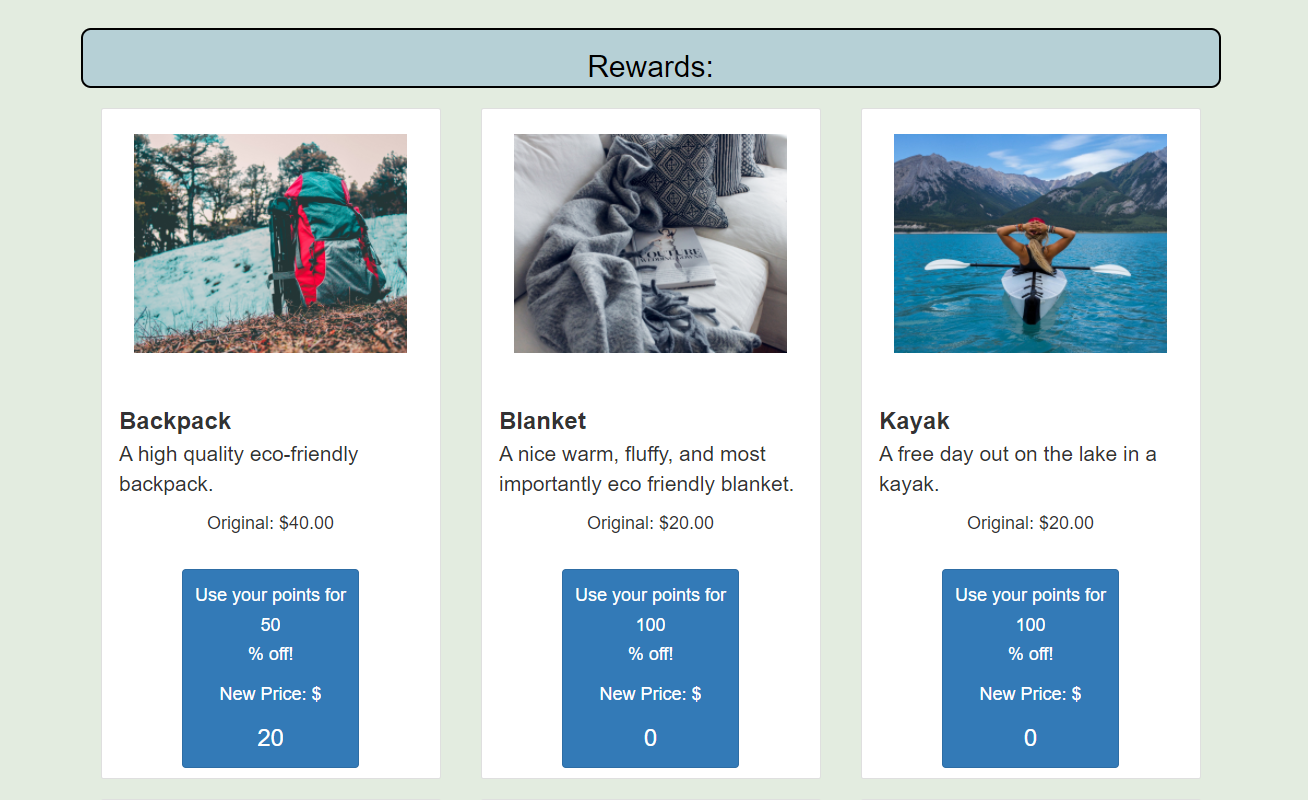 Rewards:
Backpack
A high quality eco-friendly
backpack.
Original: $40.00
Use your points for
50
% off!
New Price: $
20
Blanket
A nice warm, fluffy, and most
importantly eco friendly blanket.
Original: $20.00
Use your points for
100
% off!
New Price: $
0
Kayak
A free day out on the lake in a
kayak.
Original: $20.00
Use your points for
100
% off!
New Price: $
0